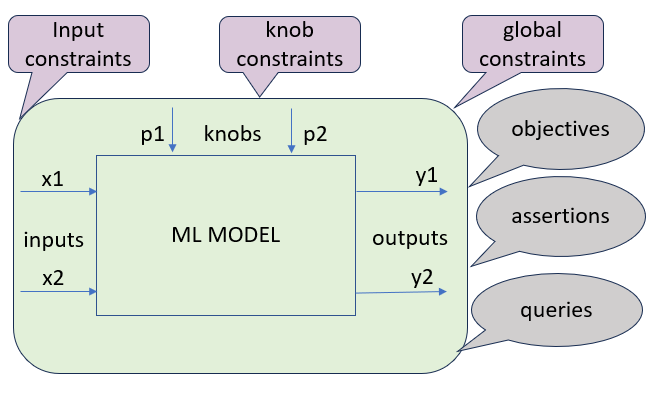 Input
constraints
knob
constraints
global
constraints
objectives
p1 knobs p2
x1
y1
assertions
ML MODEL
inputs
outputs
x2
y2
queries